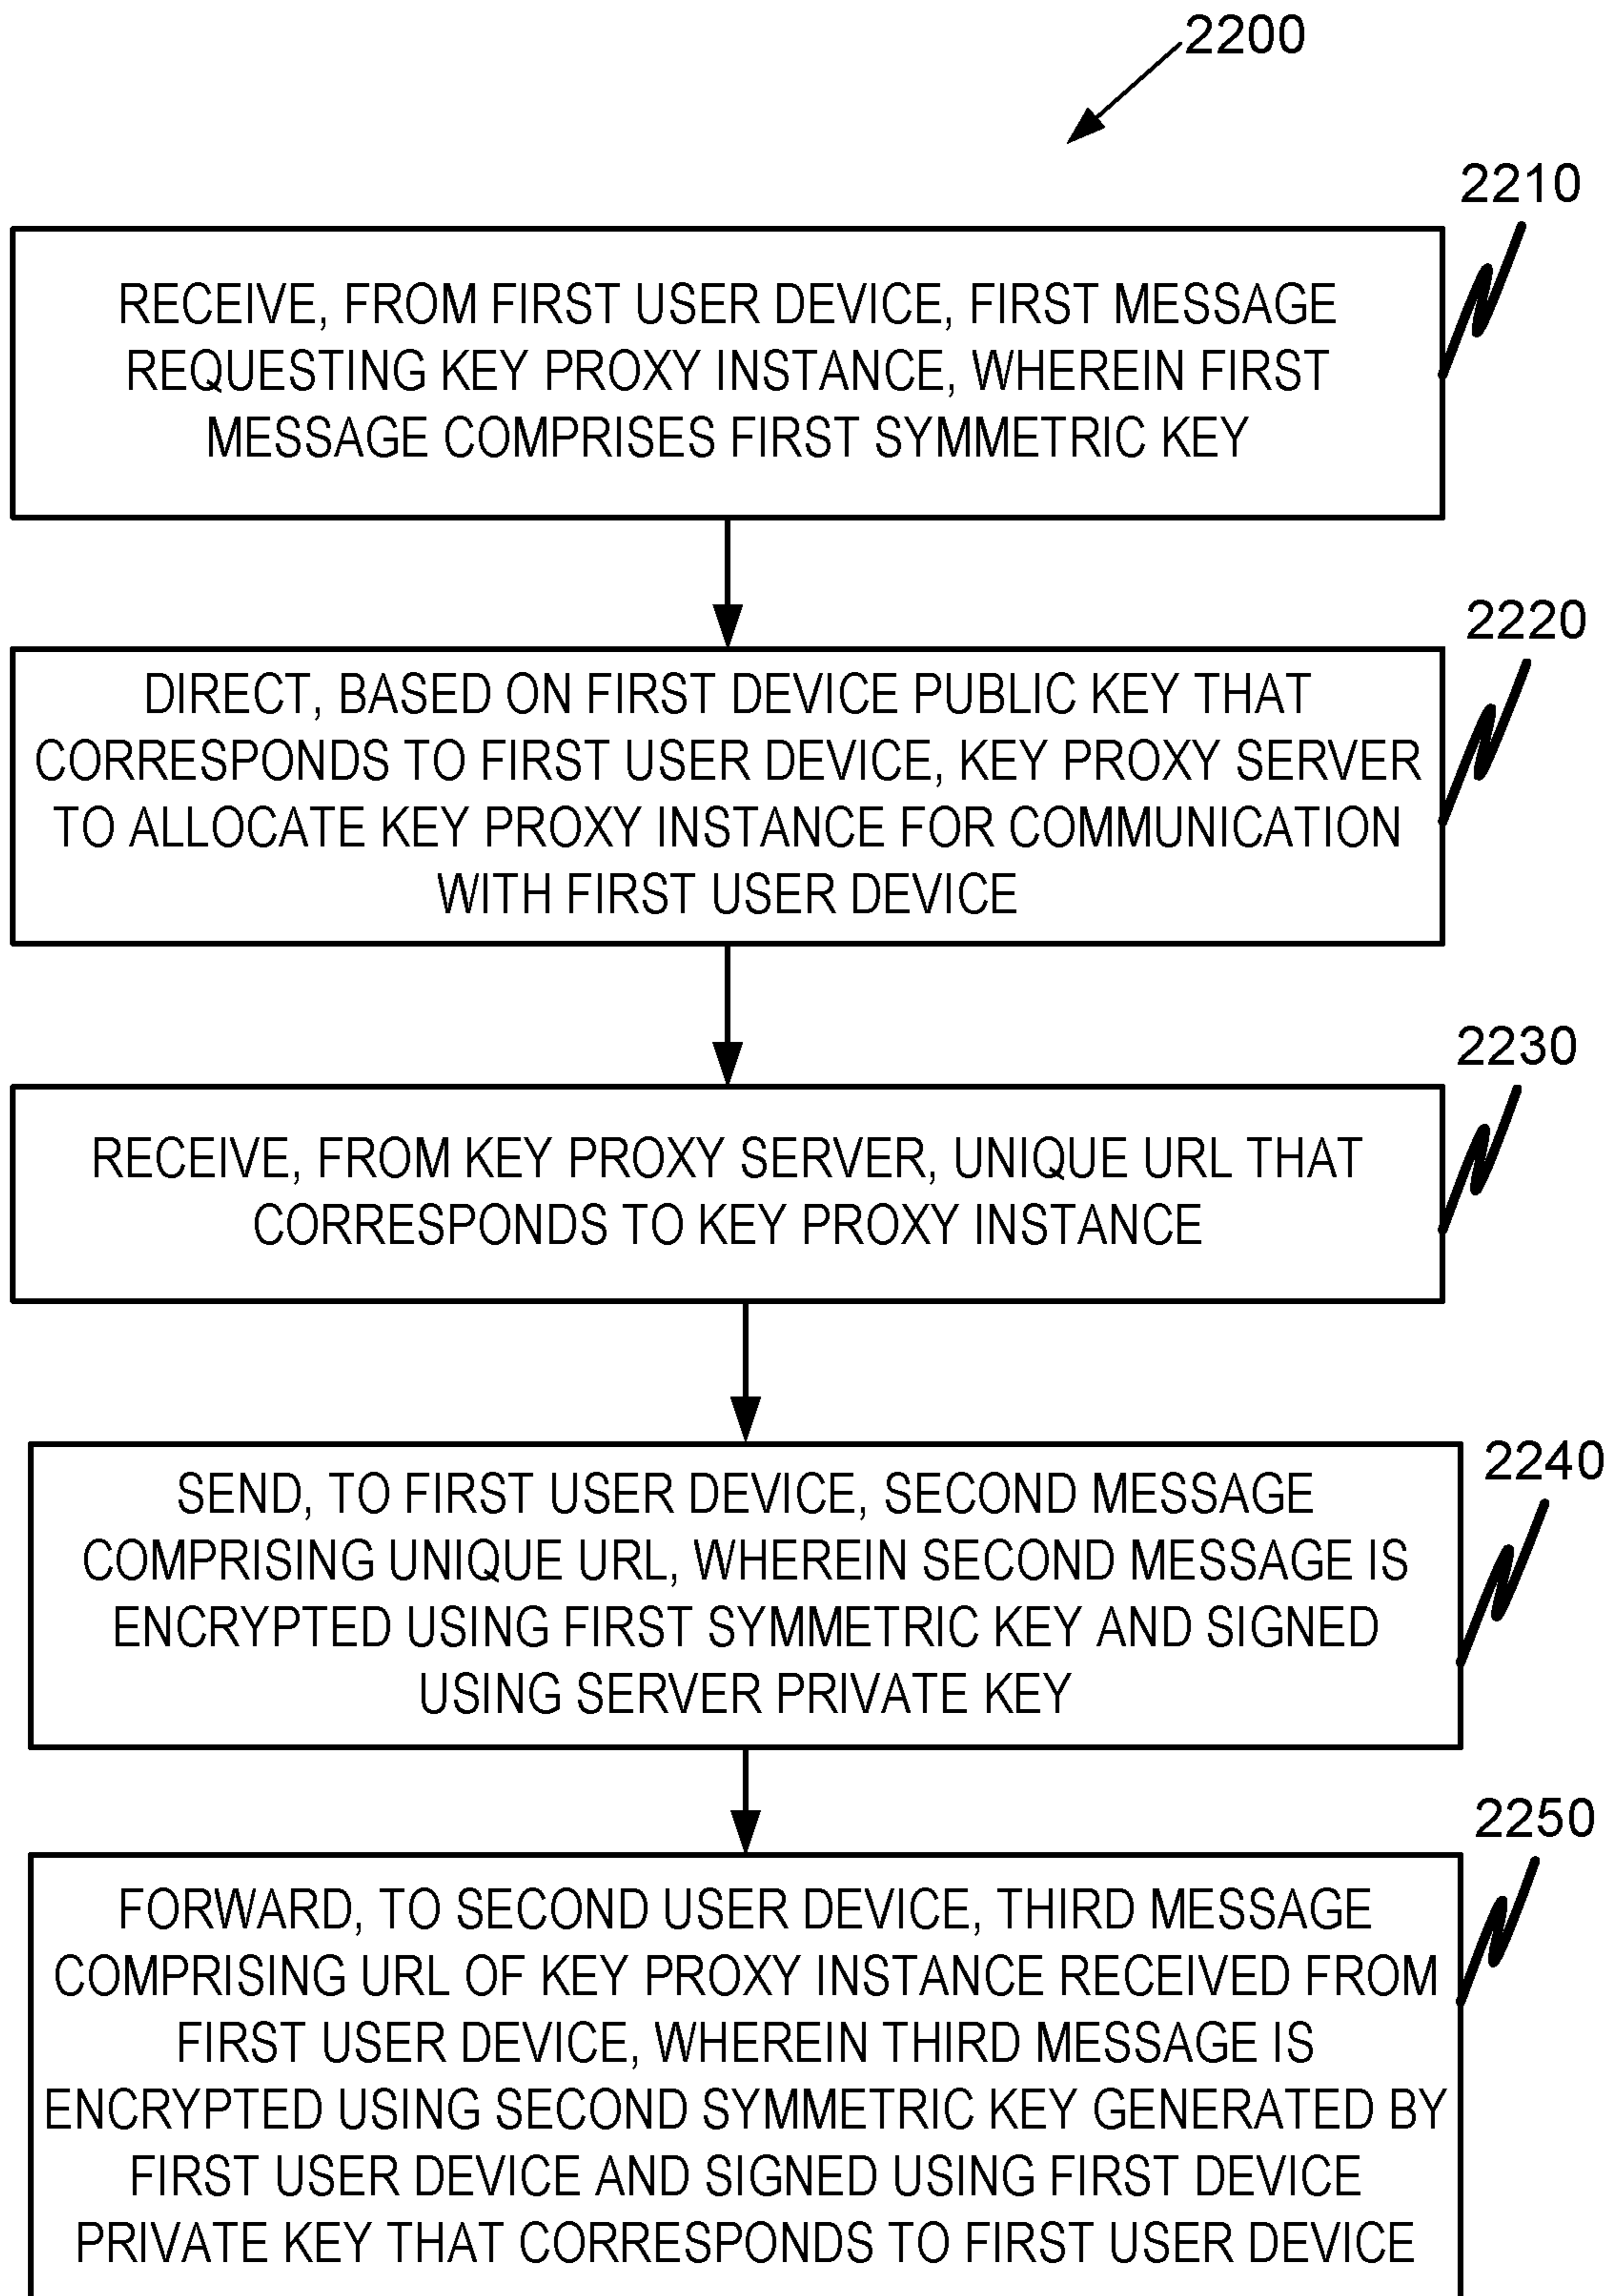 2200
2210
RECEIVE, FROM FIRST USER DEVICE, FIRST MESSAGE
REQUESTING KEY PROXY INSTANCE, WHEREIN FIRST
MESSAGE COMPRISES FIRST SYMMETRIC KEY
2220
DIRECT, BASED ON FIRST DEVICE PUBLIC KEY THAT
CORRESPONDS TO FIRST USER DEVICE, KEY PROXY SERVER
TO ALLOCATE KEY PROXY INSTANCE FOR COMMUNICATION
WITH FIRST USER DEVICE
2230
RECEIVE, FROM KEY PROXY SERVER, UNIQUE URL THAT
CORRESPONDS TO KEY PROXY INSTANCE
2240
SEND, TO FIRST USER DEVICE, SECOND MESSAGE
COMPRISING UNIQUE URL, WHEREIN SECOND MESSAGE IS
ENCRYPTED USING FIRST SYMMETRIC KEY AND SIGNED
USING SERVER PRIVATE KEY
2250
FORWARD, TO SECOND USER DEVICE, THIRD MESSAGE
COMPRISING URL OF KEY PROXY INSTANCE RECEIVED FROM
FIRST USER DEVICE, WHEREIN THIRD MESSAGE IS
ENCRYPTED USING SECOND SYMMETRIC KEY GENERATED BY
FIRST USER DEVICE AND SIGNED USING FIRST DEVICE
PRIVATE KEY THAT CORRESPONDS TO FIRST USER DEVICE